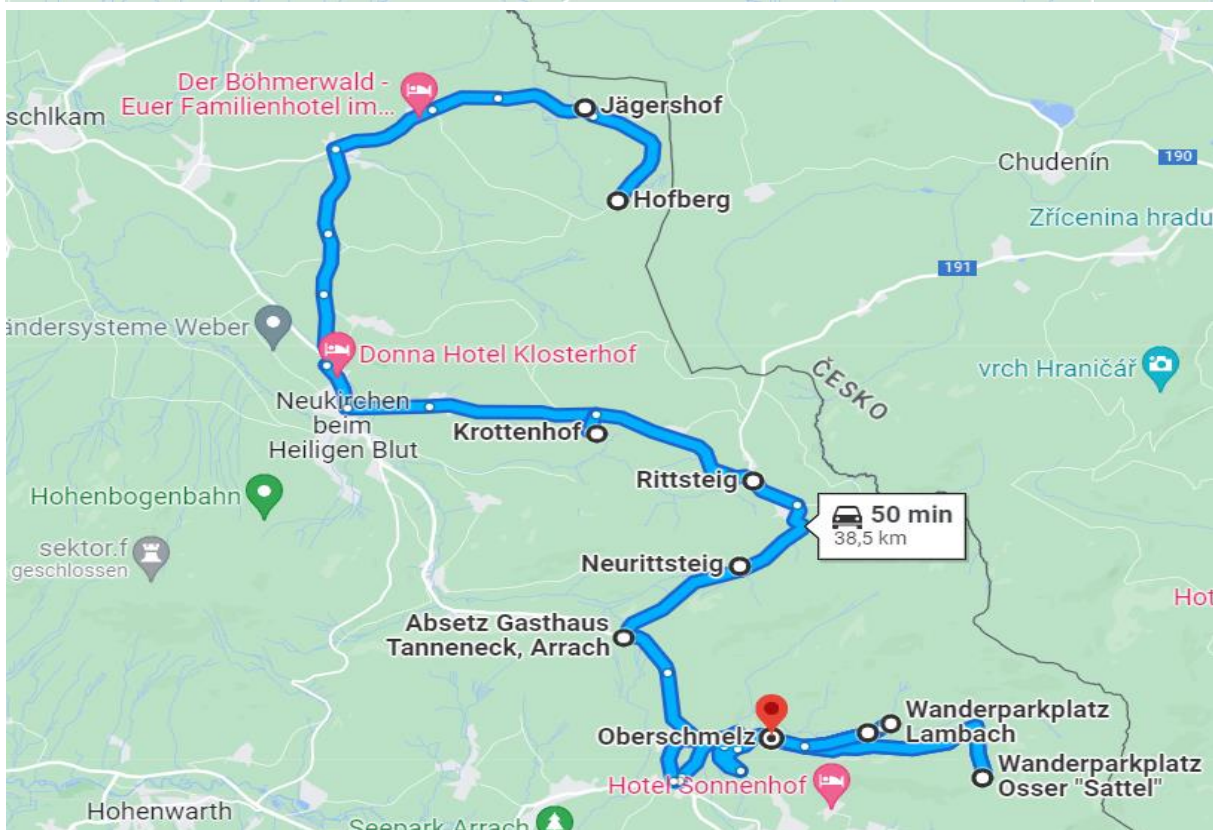 Der Böhmerwald -
Euer Familienhotel im...
schlkam
Jägershof
Chudenín
190
Hofberg
Zřícenina hradu
191
ändersysteme Weber
Donna Hotel Klosterhof
vrch Hraničář
ČESKO
Neukirchen
beim
Heiligen Blut
Krottenhof
Rittsteig
Hohenbogenbahn
50 min
38,5 km
sektor.f
geschlossen
Neurittsteig
Hot
Absetz Gasthaus
Tanneneck, Arrach
Wanderparkplatz
Lambach
Oberschmelz
Wanderparkplatz
Osser "Sattel"
Hotel Sonnenhof
Hohenwarth
Seepark Arrach